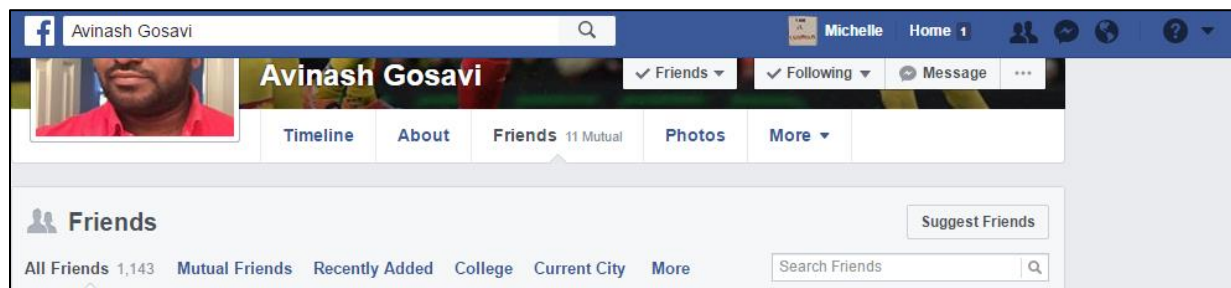 f Avinash Gosavi Michelle Home 1 ?
Avinash Gosavi Friends Following Message ...
Timeline About Friends 11 Mutual Photos More
Friends Suggest Friends
All Friends 1,143 Mutual Friends Recently Added College Current City More Search Friends